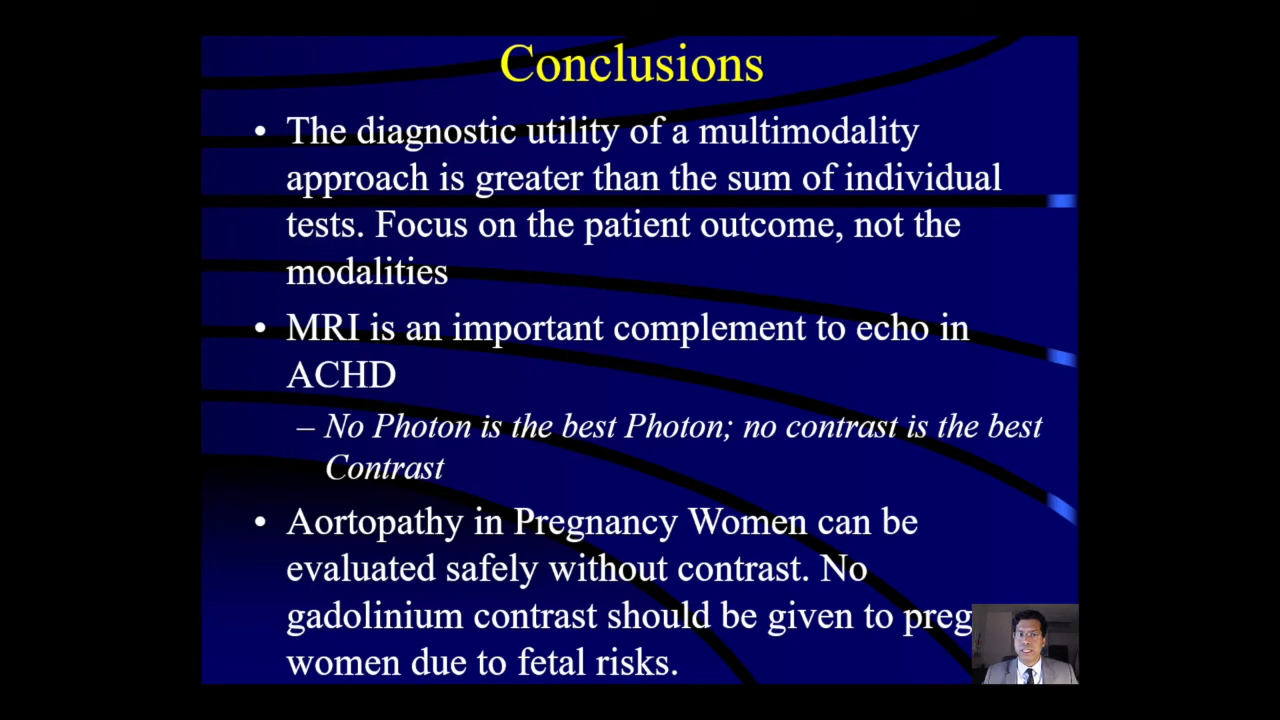 Conclusions
• The diagnostic utility of a multimodality
approach is greater than the sum of individual
tests. Focus on the patient outcome, not the
modalities
• MRI is an important complement to echo in
ACHD
– No Photon is the best Photon; no contrast is the best
Contrast
• Aortopathy in Pregnancy Women can be
evaluated safely without contrast. No
gadolinium contrast should be given to preg
women due to fetal risks.